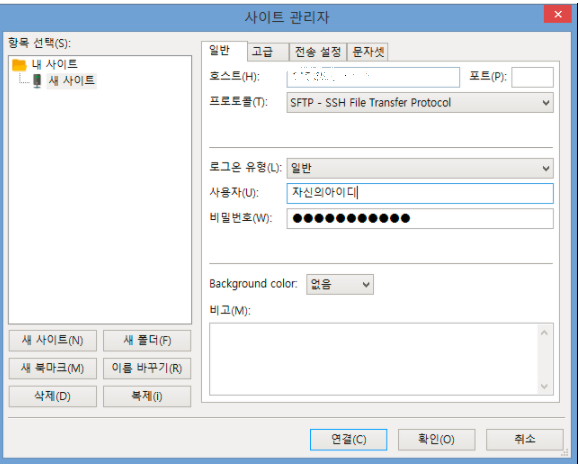 사이트 관리자
항목 선택(S):
내 사이트
새 사이트
새 사이트(N) 새 폴더(F)
새 북마크(M) 이름 바꾸기(R)
삭제(D) 복제(I)
일반 고급 전송 설정 문자셋
호스트(H): 포트(P):
프로토콜(T): SFTP - SSH File Transfer Protocol
로그온 유형(L): 일반
사용자(U): 자신의아이디
비밀번호(W): ●●●●●●●●●●●
Background color: 없음
비고(M):
연결(C) 확인(O) 취소